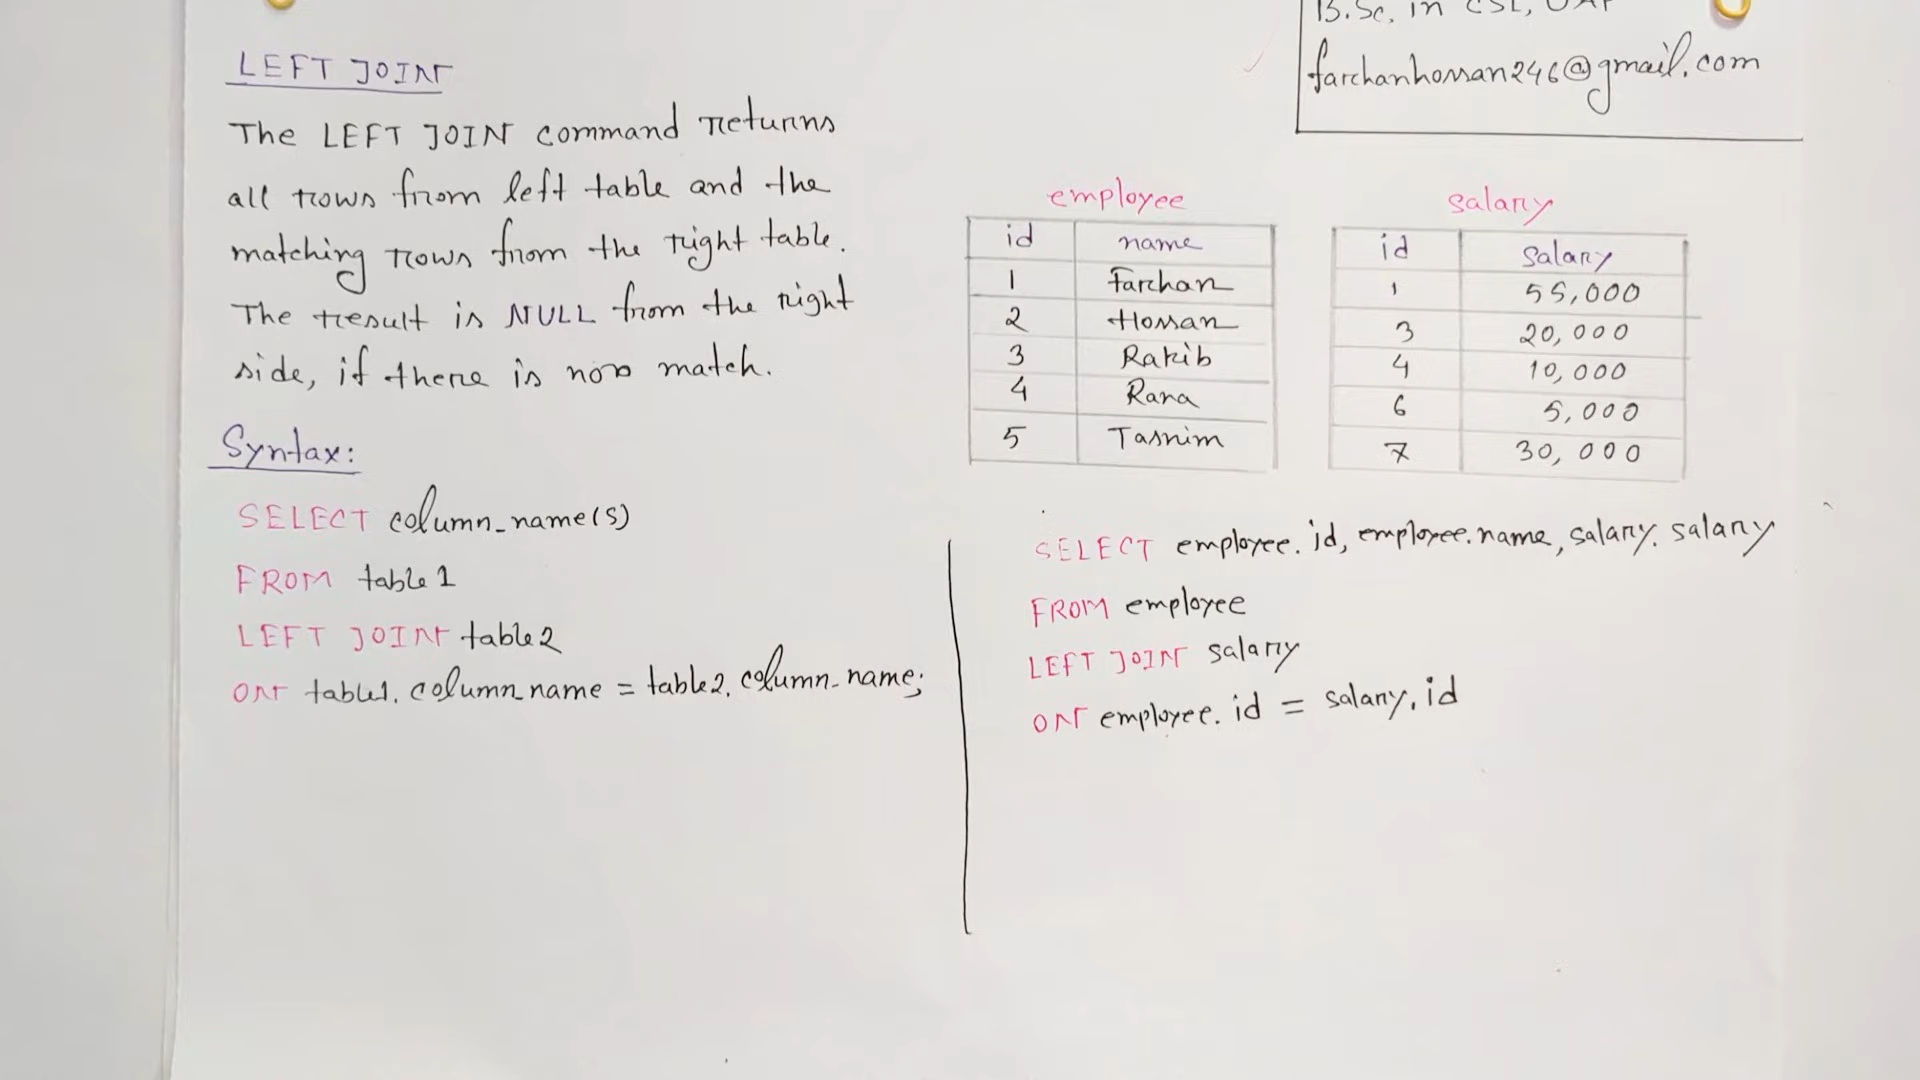 B.Sc. in CSE, UAP
farhanhossan246@gmail.com
LEFT JOIN
The LEFT JOIN command returns
all rows from left table and the
matching rows from the right table.
The result is NULL from the right
side, if there is no match.
Syntax:
SELECT column_name(s)
FROM table1
LEFT JOIN table2
ON table1.column_name = table2.column_name;
employee
id name
1 Farhan
2 Hossan
3 Rakib
4 Rana
5 Tasnim
salary
id salary
1 55,000
3 20,000
4 10,000
6 5,000
7 30,000
SELECT employee.id, employee.name, salary.salary
FROM employee
LEFT JOIN salary
ON employee.id = salary.id